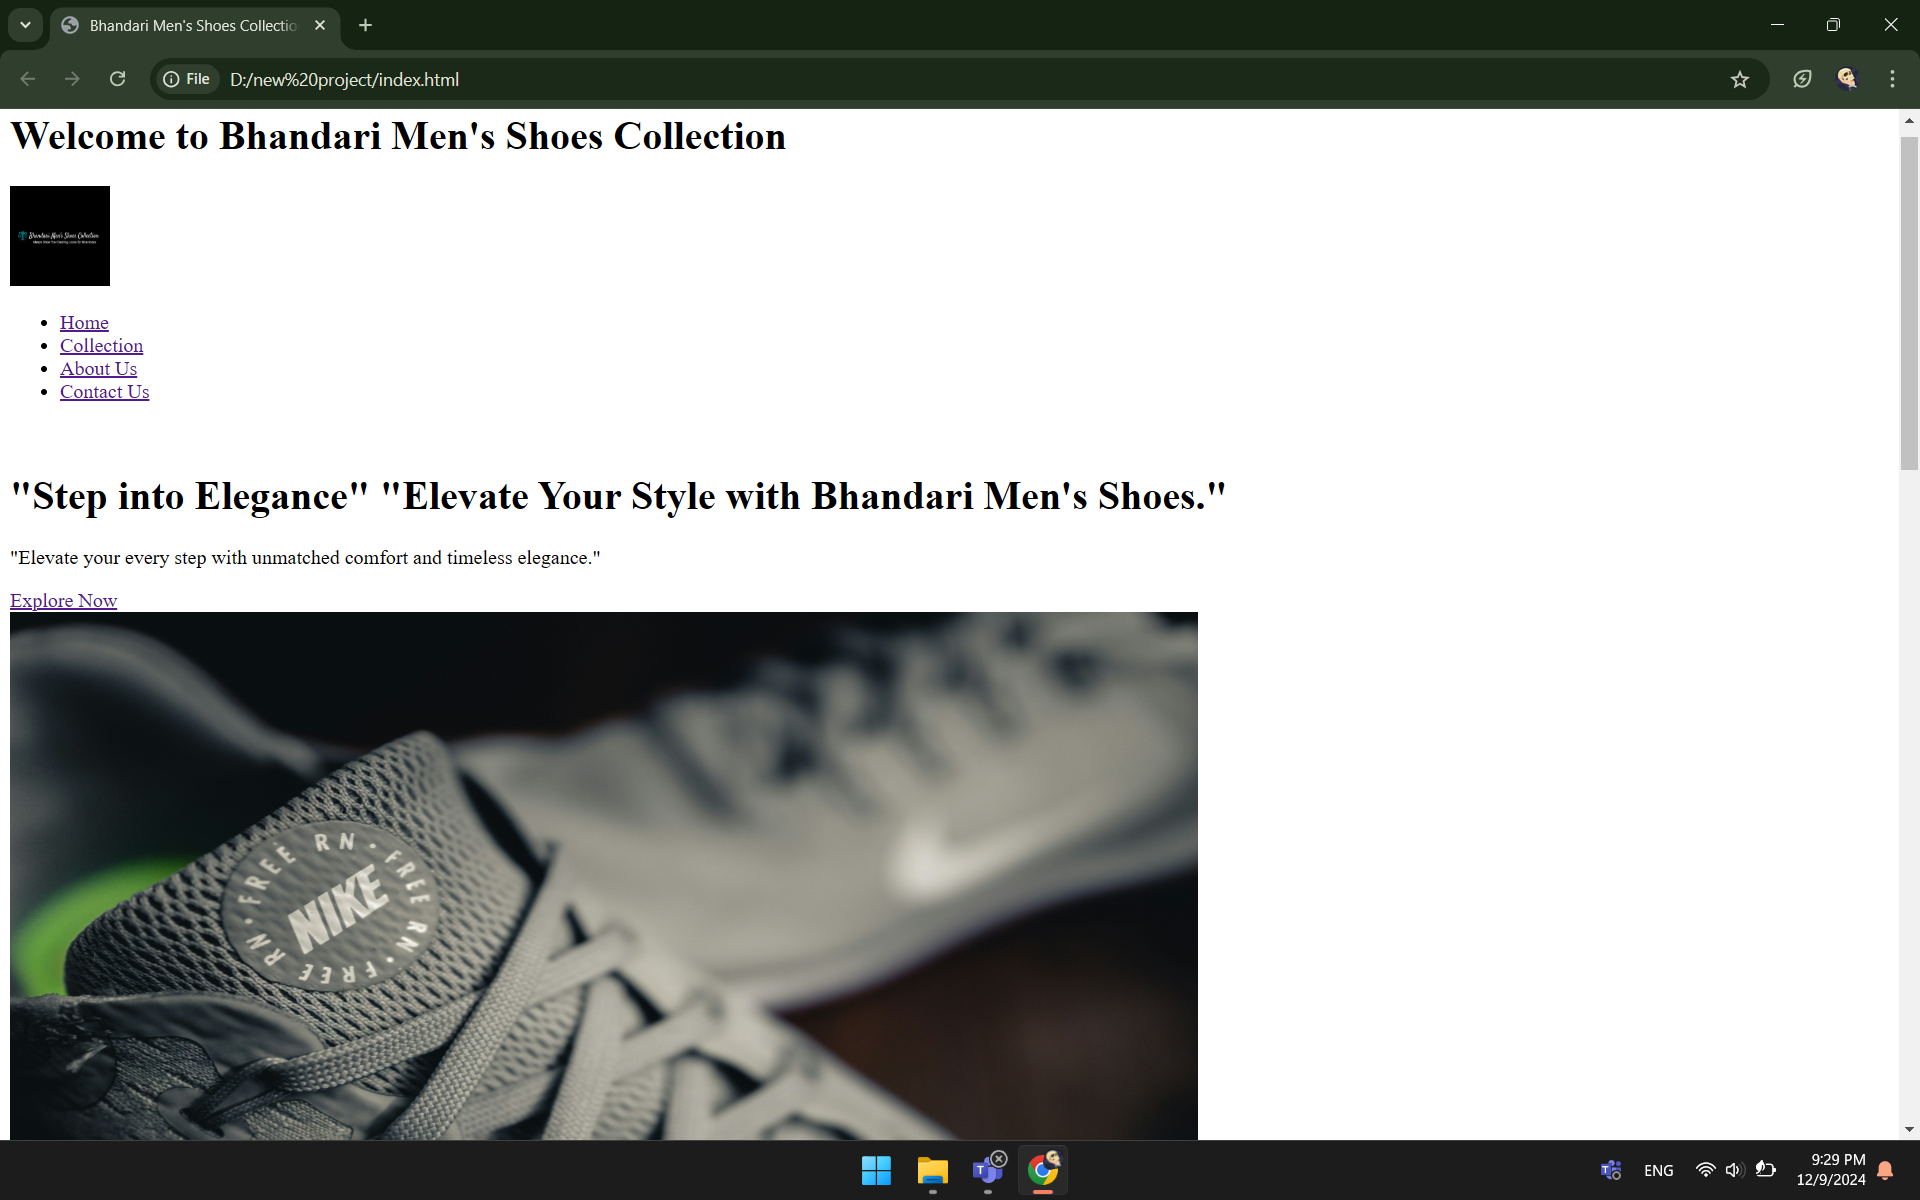 Bhandari Men's Shoes Collectio
File
D:/new%20project/index.html
Welcome to Bhandari Men's Shoes Collection
Bhandari Men's Shoes Collection
Home
Collection
About Us
Contact Us
"Step into Elegance" "Elevate Your Style with Bhandari Men's Shoes."
"Elevate your every step with unmatched comfort and timeless elegance."
Explore Now
FREE RN · FREE RN · FREE RN ·
NIKE
T
T
ENG
9:29 PM
12/9/2024